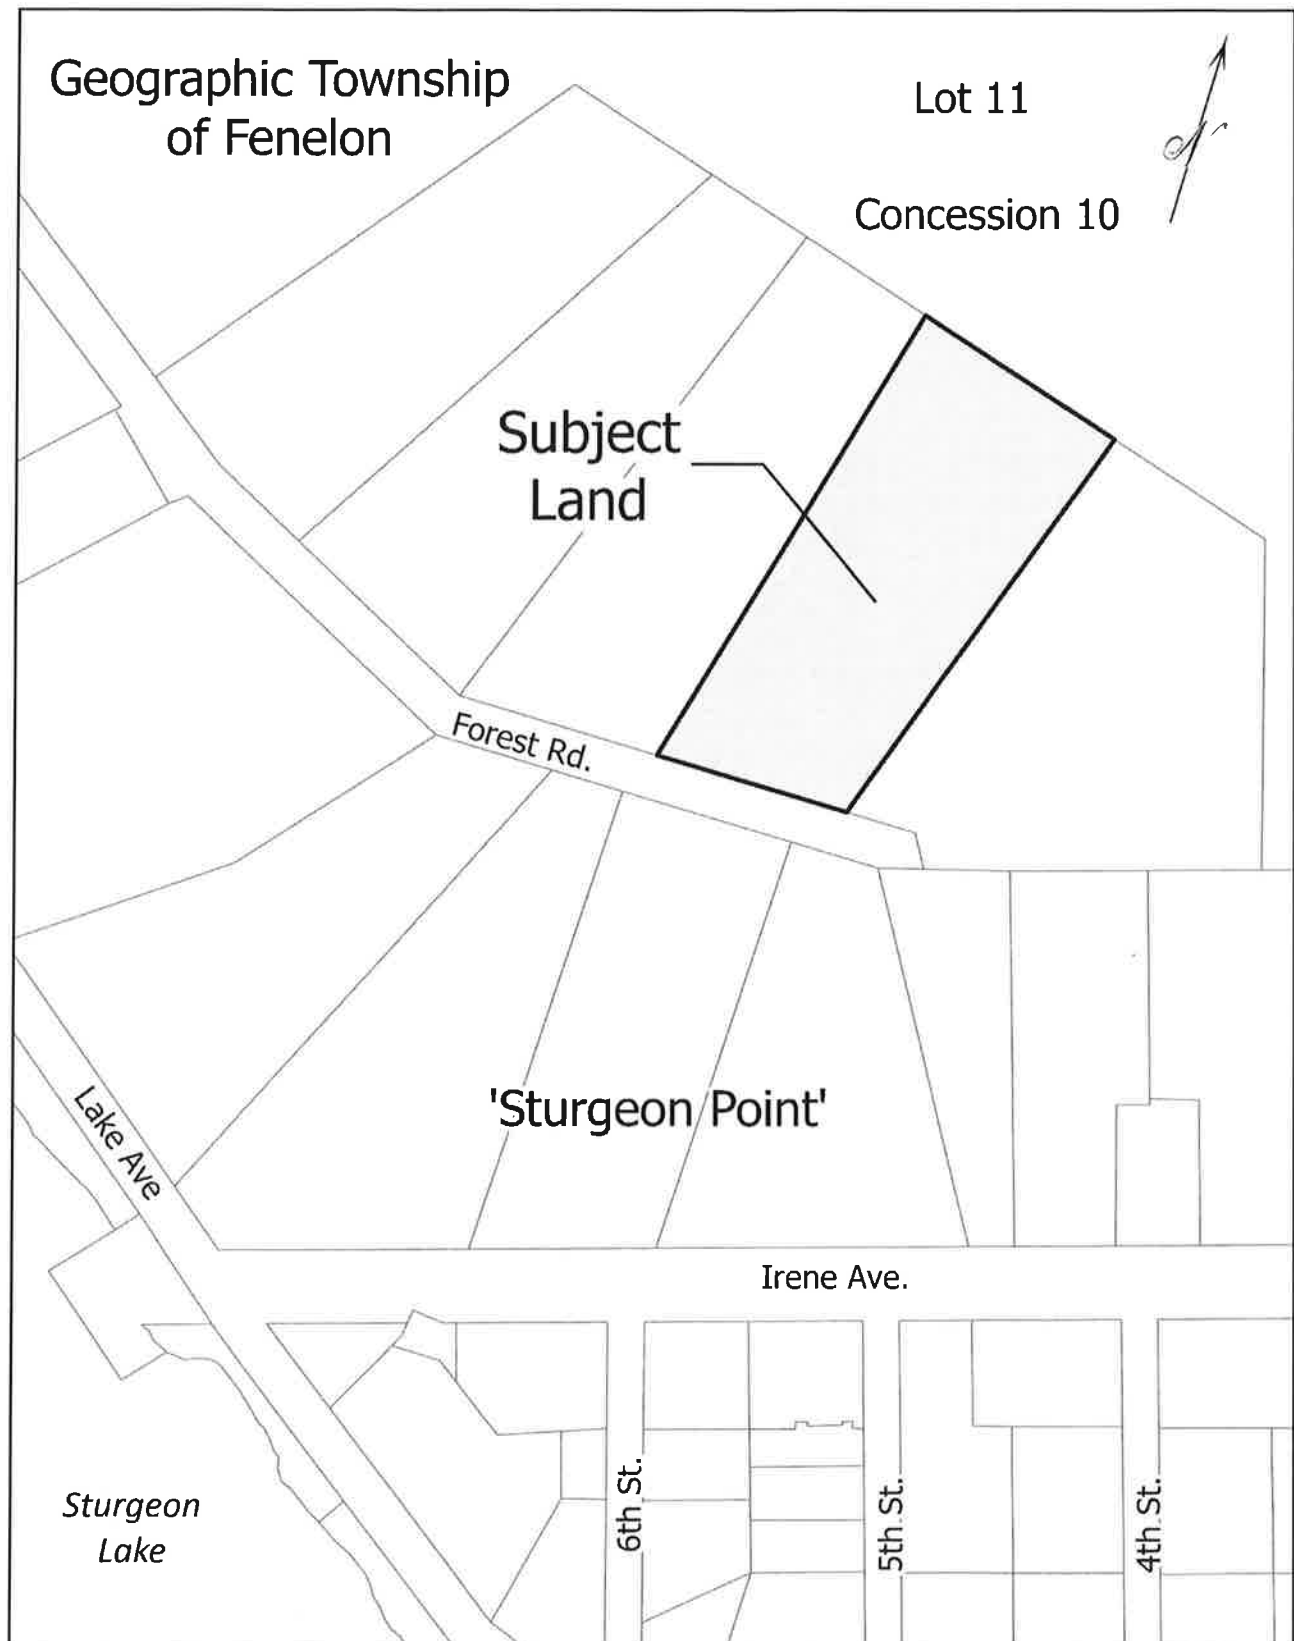 Geographic Township
of Fenelon
Lot 11
Concession 10
Subject
Land
Forest Rd.
'Sturgeon Point'
Lake Ave
Irene Ave.
Sturgeon
Lake
6th St.
5th St.
4th St.